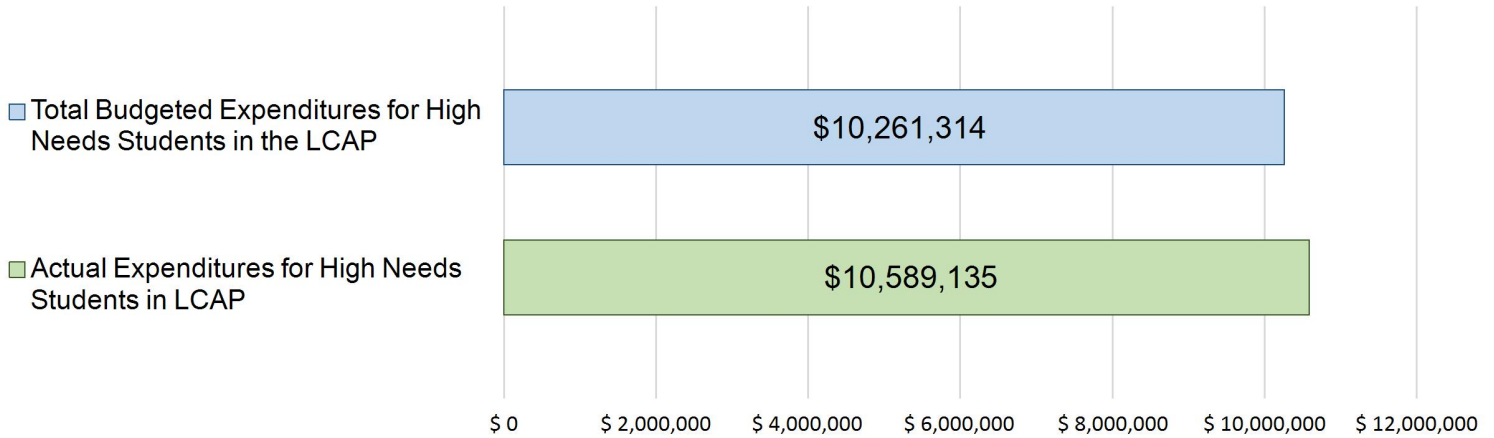 Total Budgeted Expenditures for High
Needs Students in the LCAP
$10,261,314
Actual Expenditures for High Needs
Students in LCAP
$10,589,135
$ 0
$ 2,000,000
$ 4,000,000
$ 6,000,000
$ 8,000,000
$ 10,000,000
$ 12,000,000